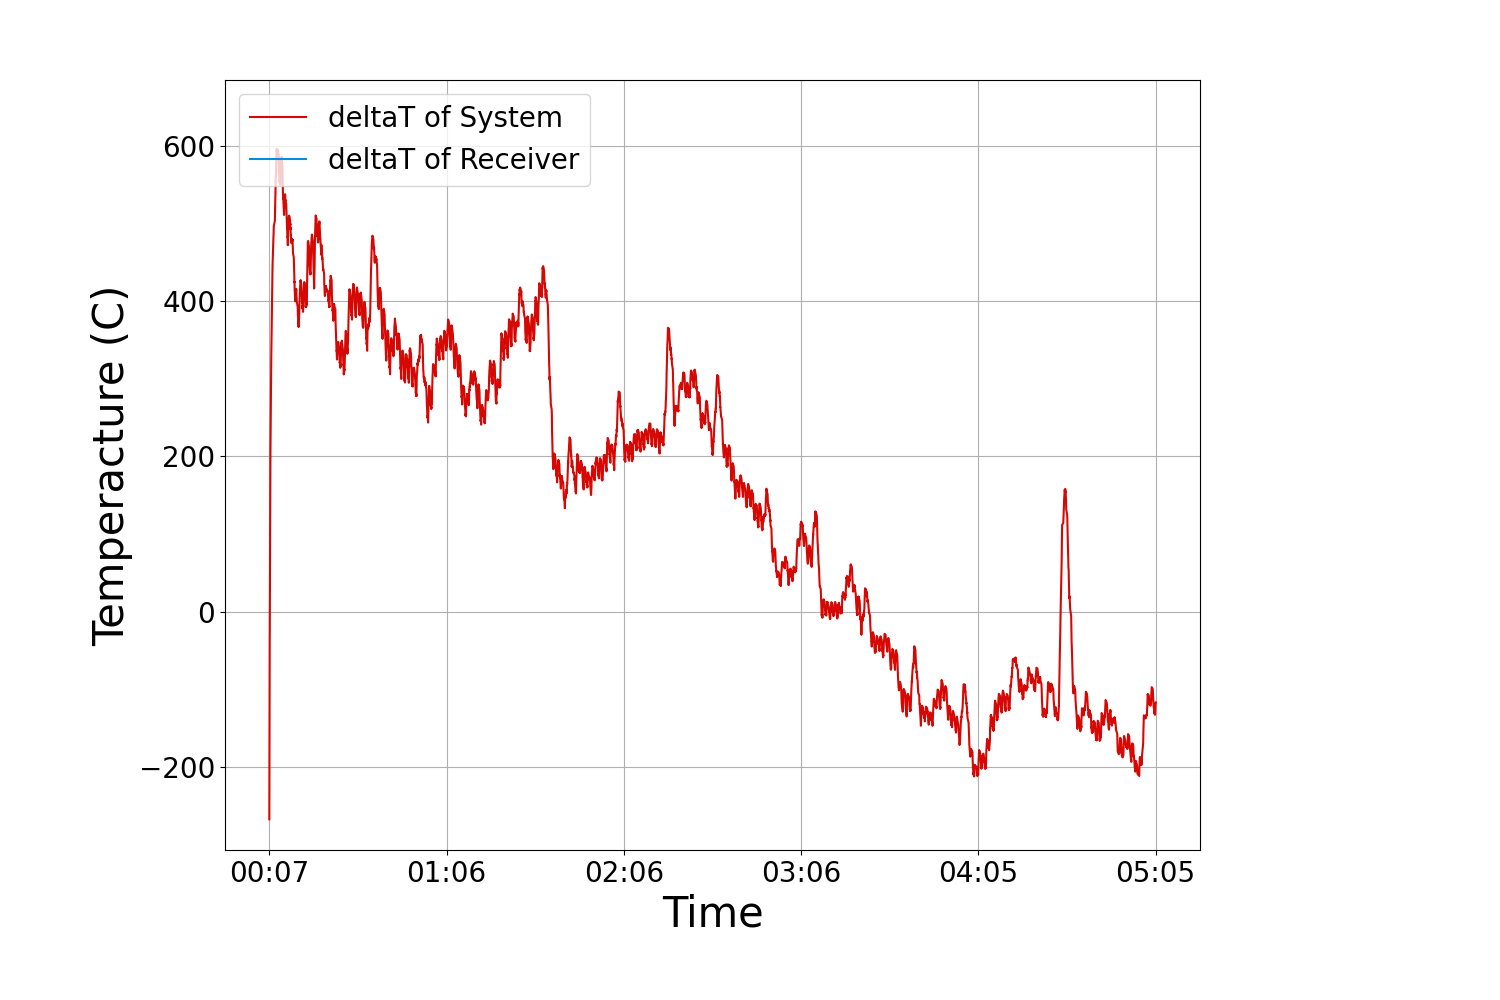 deltaT of System
deltaT of Receiver
600
400
200
0
−200
Temperacture (C)
00:07 01:06 02:06 03:06 04:05 05:05
Time